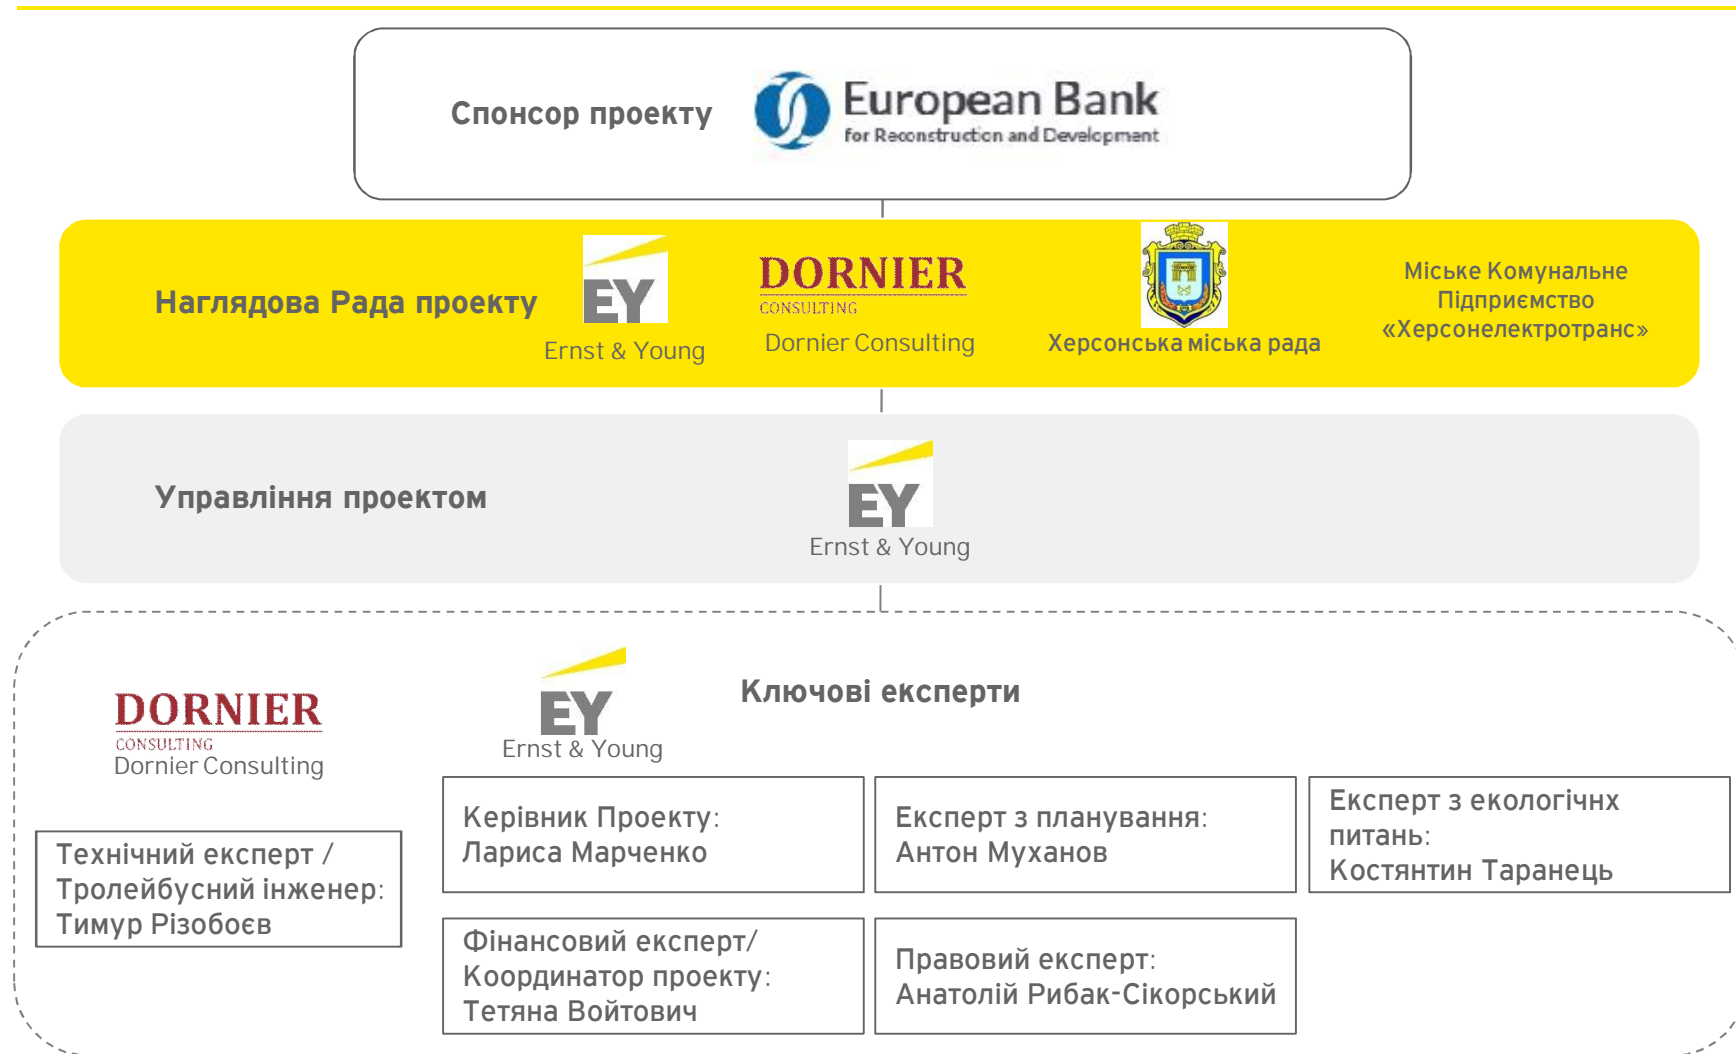 Спонсор проекту
European Bank
for Reconstruction and Development
Наглядова Рада проекту
EY
Ernst & Young
DORNIER
CONSULTING
Dornier Consulting
Херсонська міська рада
Міське Комунальне
Підприємство
«Херсонелектротранс»
Управління проектом
EY
Ernst & Young
Ключові експерти
DORNIER
CONSULTING
Dornier Consulting
EY
Ernst & Young
Технічний експерт /
Тролейбусний інженер:
Тимур Різобоєв
Керівник Проекту:
Лариса Марченко
Експерт з планування:
Антон Муханов
Експерт з екологічнх
питань:
Костянтин Таранець
Фінансовий експерт/
Координатор проекту:
Тетяна Войтович
Правовий експерт:
Анатолій Рибак-Сікорський